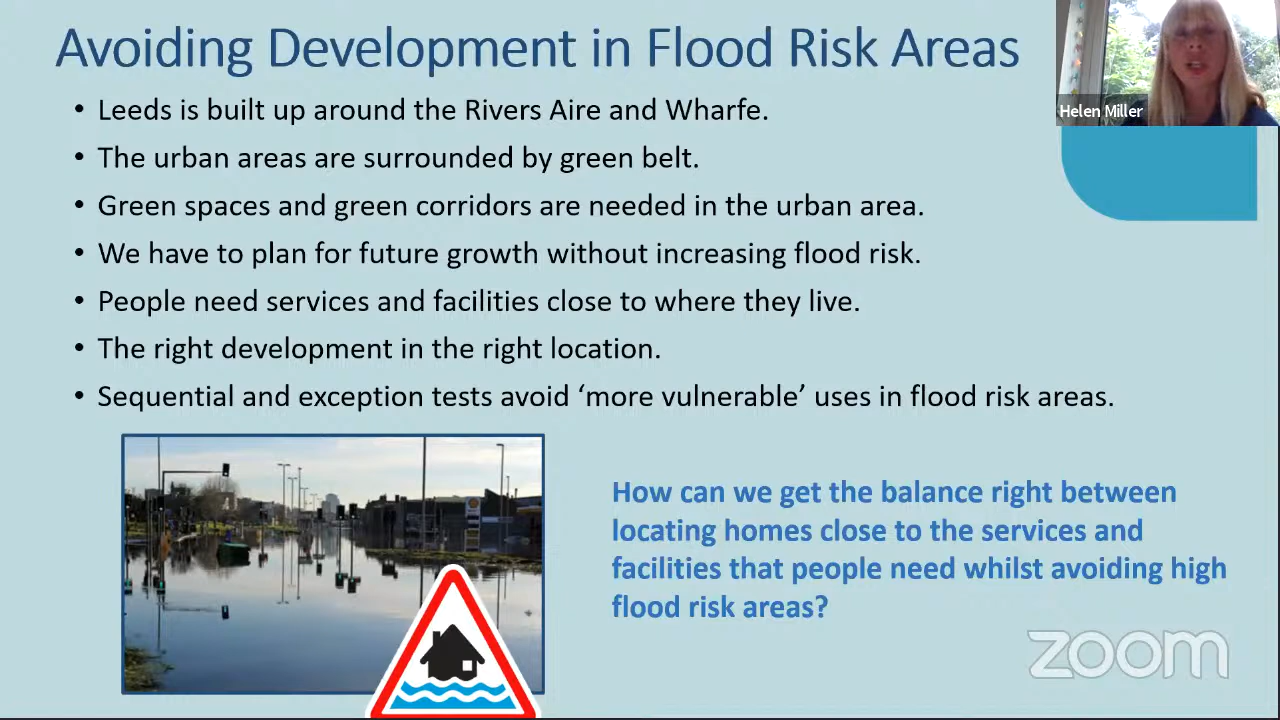 Avoiding Development in Flood Risk Areas
Helen Miller
• Leeds is built up around the Rivers Aire and Wharfe.
• The urban areas are surrounded by green belt.
• Green spaces and green corridors are needed in the urban area.
• We have to plan for future growth without increasing flood risk.
• People need services and facilities close to where they live.
• The right development in the right location.
• Sequential and exception tests avoid ‘more vulnerable’ uses in flood risk areas.
How can we get the balance right between
locating homes close to the services and
facilities that people need whilst avoiding high
flood risk areas?
zoom